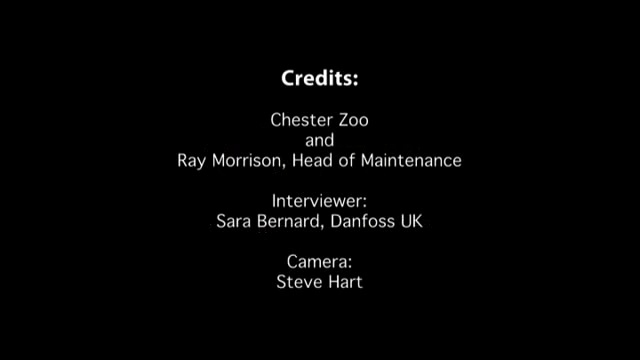 Credits:
Chester Zoo
and
Ray Morrison, Head of Maintenance
Interviewer:
Sara Bernard, Danfoss UK
Camera:
Steve Hart